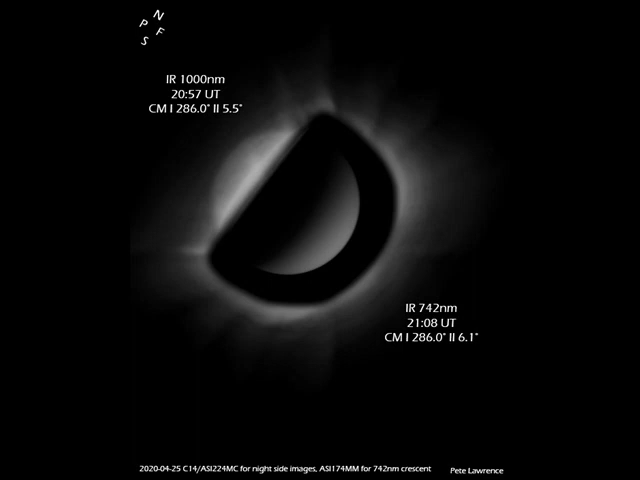 N
P
F
S
IR 1000nm
20:57 UT
CM I 286.0° II 5.5°
IR 742nm
21:08 UT
CM I 286.0° II 6.1°
2020-04-25 C14/ASI224MC for night side images, ASI174MM for 742nm crescent
Pete Lawrence